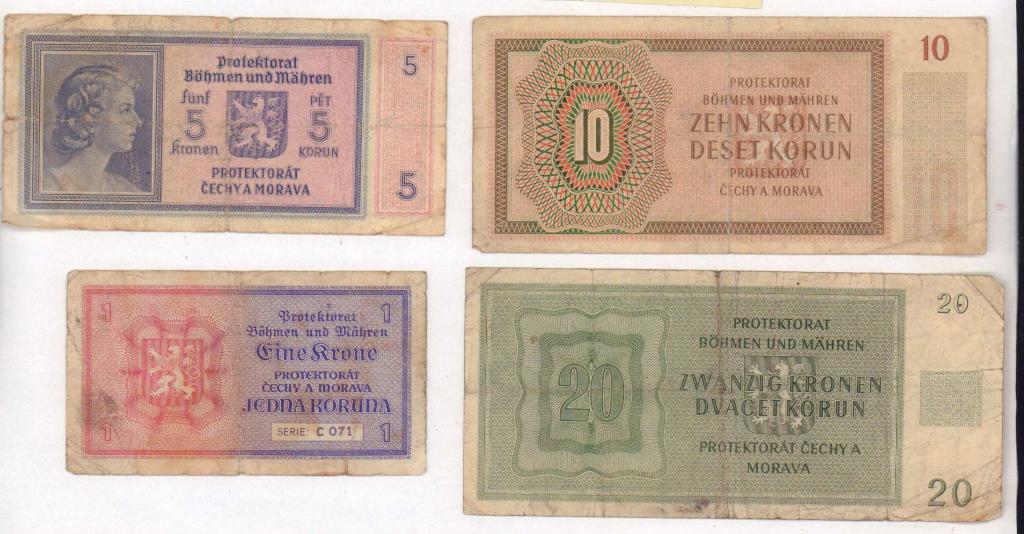 Protektorat
Böhmen und Mähren
fünf PĚT
5 5
Kronen KORUN
PROTEKTORÁT
ČECHY A MORAVA
5
5
10
10
PROTEKTORAT
BÖHMEN UND MÄHREN
ZEHN KRONEN
DESET KORUN
PROTEKTORÁT
ČECHY A MORAVA
10
1 1
Protektorat
Böhmen und Mähren
Eine Krone
PROTEKTORÁT
ČECHY A MORAVA
JEDNA KORUNA
SERIE: C 071
1 1
20
20
PROTEKTORAT
BÖHMEN UND MÄHREN
ZWANZIG KRONEN
DVACET KORUN
PROTEKTORÁT ČECHY A
MORAVA
20